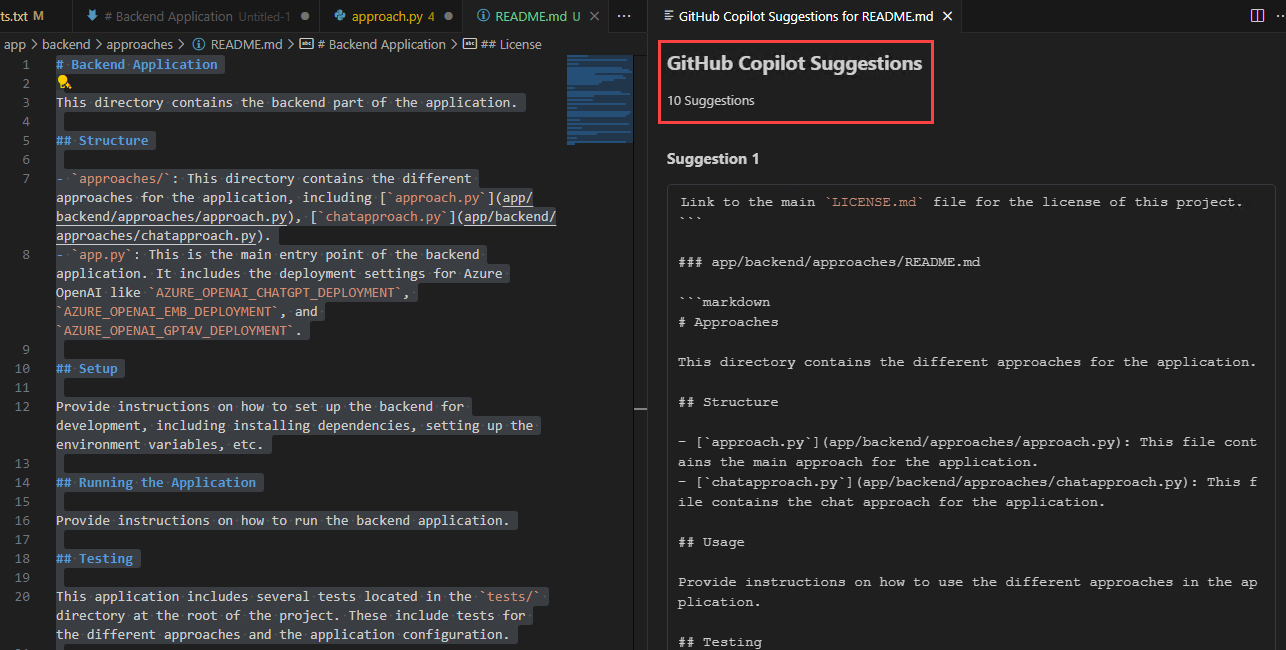 ts.txt M
# Backend Application Untitled-1
approach.py 4
README.md U
GitHub Copilot Suggestions for README.md
app > backend > approaches > README.md > # Backend Application > ## License
1 # Backend Application
2
3 This directory contains the backend part of the application.
4
5 ## Structure
6
7 - `approaches/`: This directory contains the different
approaches for the application, including [`approach.py`](app/
backend/approaches/approach.py), [`chatapproach.py`](app/backend/
approaches/chatapproach.py).
8 - `app.py`: This is the main entry point of the backend
application. It includes the deployment settings for Azure
OpenAI like `AZURE_OPENAI_CHATGPT_DEPLOYMENT`,
`AZURE_OPENAI_EMB_DEPLOYMENT`, and
`AZURE_OPENAI_GPT4V_DEPLOYMENT`.
9
10 ## Setup
11
12 Provide instructions on how to set up the backend for
development, including installing dependencies, setting up the
environment variables, etc.
13
14 ## Running the Application
15
16 Provide instructions on how to run the backend application.
17
18 ## Testing
19
20 This application includes several tests located in the `tests/`
directory at the root of the project. These include tests for
the different approaches and the application configuration.
GitHub Copilot Suggestions
10 Suggestions
Suggestion 1
Link to the main `LICENSE.md` file for the license of this project.
```
### app/backend/approaches/README.md
```markdown
# Approaches
This directory contains the different approaches for the application.
## Structure
- [`approach.py`](app/backend/approaches/approach.py): This file cont
ains the main approach for the application.
- [`chatapproach.py`](app/backend/approaches/chatapproach.py): This f
ile contains the chat approach for the application.
## Usage
Provide instructions on how to use the different approaches in the ap
plication.
## Testing